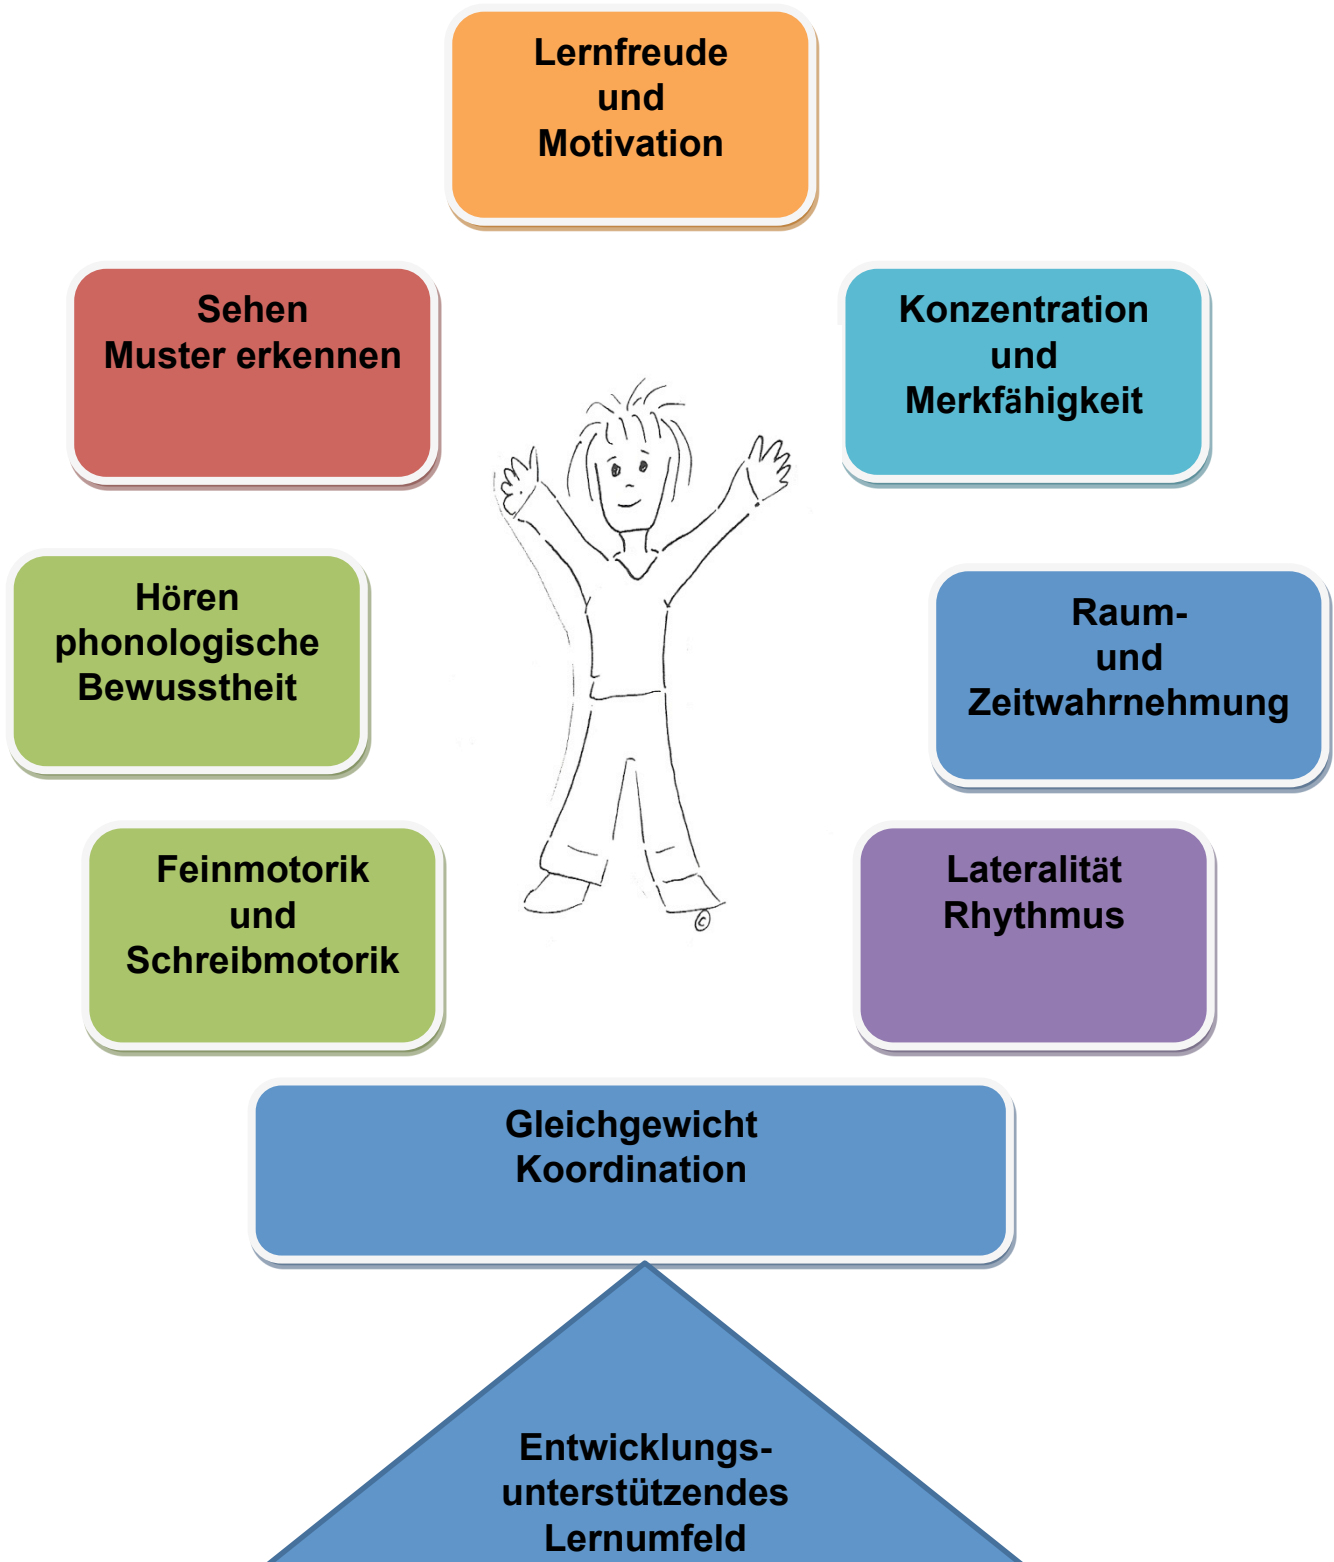 Lernfreude
und
Motivation
Sehen
Muster erkennen
Konzentration
und
Merkfähigkeit
Hören
phonologische
Bewusstheit
Raum-
und
Zeitwahrnehmung
Feinmotorik
und
Schreibmotorik
Lateralität
Rhythmus
©
Gleichgewicht
Koordination
Entwicklungs-
unterstützendes
Lernumfeld